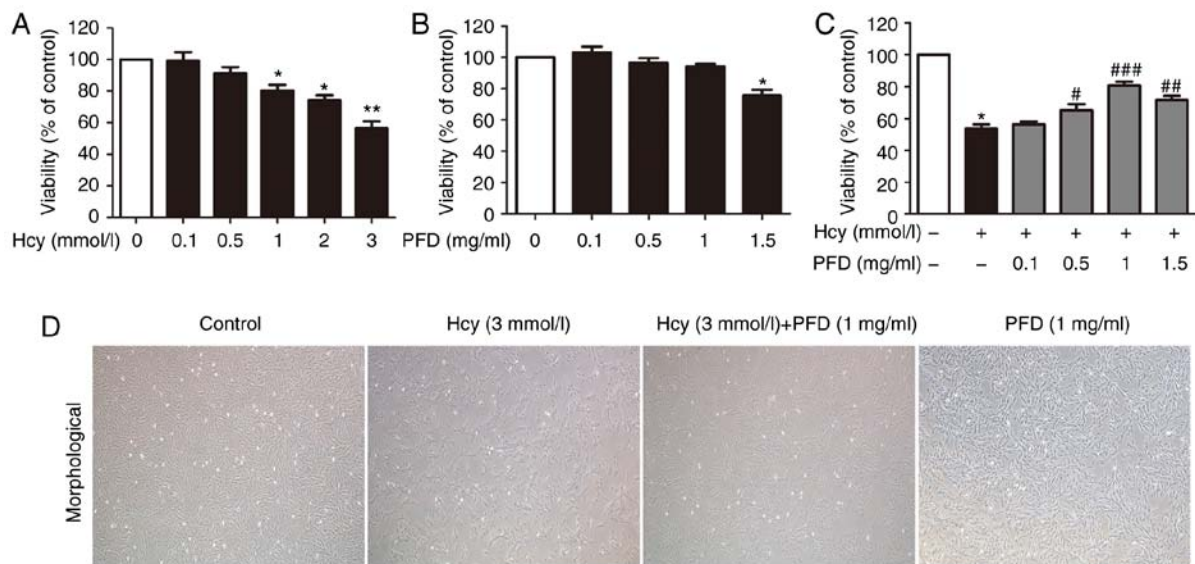 A
Viability (% of control)
120
100
80
60
40
20
0
*
*
**
Hcy (mmol/l)
0 0.1 0.5 1 2 3
B
Viability (% of control)
120
100
80
60
40
20
0
*
PFD (mg/ml)
0 0.1 0.5 1 1.5
C
Viability (% of control)
120
100
80
60
40
20
0
*
#
###
##
Hcy (mmol/l) – + + + + +
PFD (mg/ml) – – 0.1 0.5 1 1.5
D
Control
Hcy (3 mmol/l)
Hcy (3 mmol/l)+PFD (1 mg/ml)
PFD (1 mg/ml)
Morphological